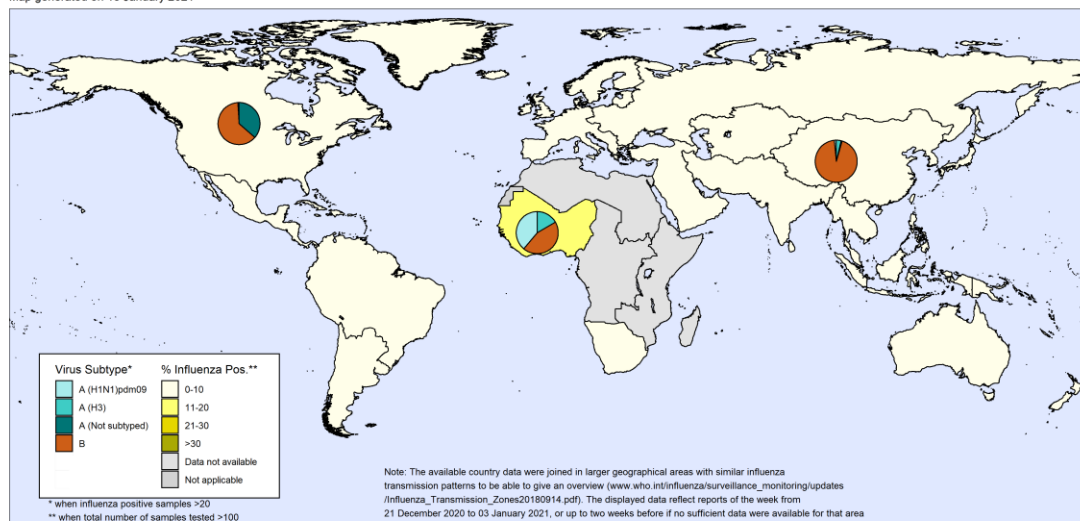 Virus Subtype*
A (H1N1)pdm09
A (H3)
A (Not subtyped)
B
% Influenza Pos.**
0-10
11-20
21-30
>30
Data not available
Not applicable
* when influenza positive samples >20
** when total number of samples tested >100
Note: The available country data were joined in larger geographical areas with similar influenza
transmission patterns to be able to give an overview (www.who.int/influenza/surveillance_monitoring/updates
/Influenza_Transmission_Zones20180914.pdf). The displayed data reflect reports of the week from
21 December 2020 to 03 January 2021, or up to two weeks before if no sufficient data were available for that area